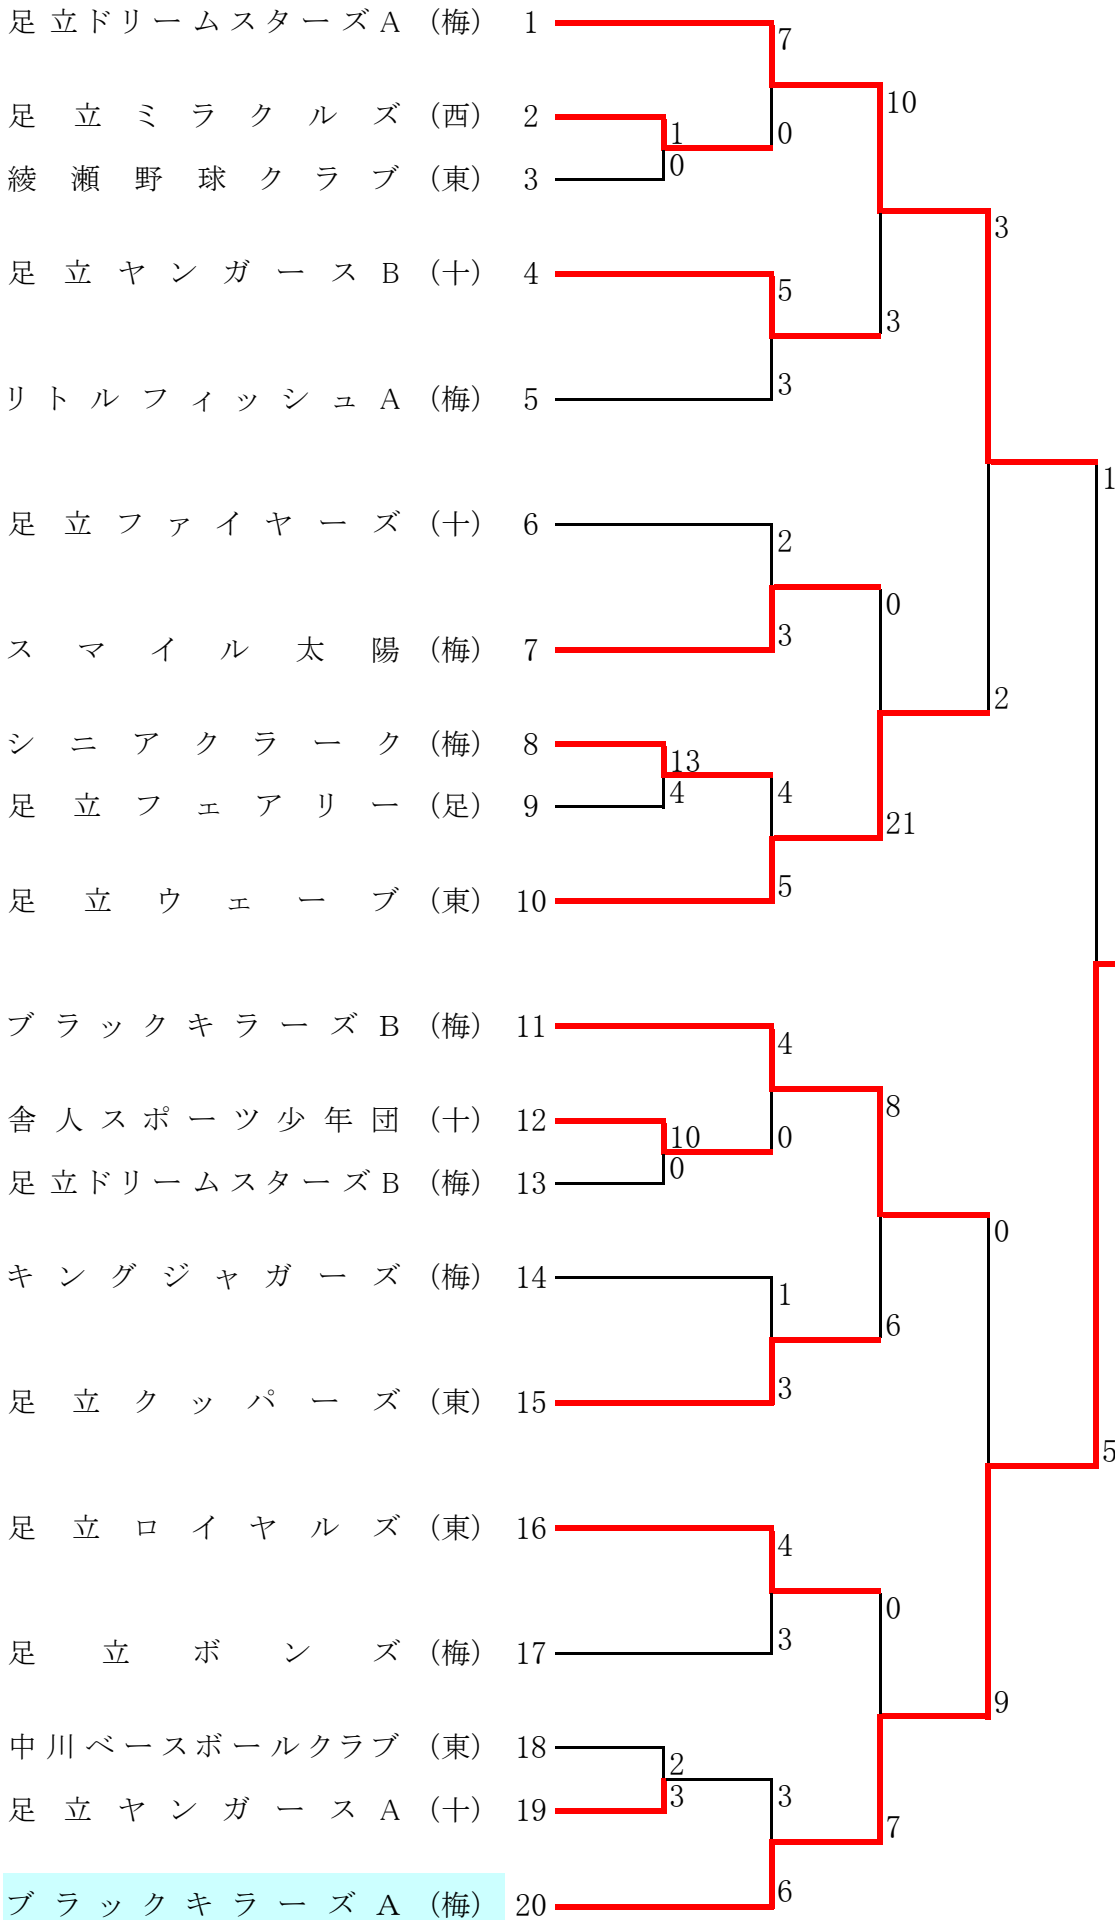 足立ドリームスターズA (梅) 1
7
10
足立ミラクルズ (西) 2
1
0
0
綾瀬野球クラブ (東) 3
3
足立ヤンガースB (十) 4
5
3
リトルフィッシュA (梅) 5
3
1
足立ファイヤーズ (十) 6
2
0
スマイル太陽 (梅) 7
3
2
シニアクラーク (梅) 8
13
4
4
足立フェアリー (足) 9
21
足立ウェーブ (東) 10
5
ブラックキラーズB (梅) 11
4
8
舎人スポーツ少年団 (十) 12
10
0
0
足立ドリームスターズB (梅) 13
0
キングジャガーズ (梅) 14
1
6
足立クッパーズ (東) 15
3
5
足立ロイヤルズ (東) 16
4
0
足立ボンズ (梅) 17
3
9
中川ベースボールクラブ (東) 18
2
3
3
足立ヤンガースA (十) 19
7
ブラックキラーズA (梅) 20
6